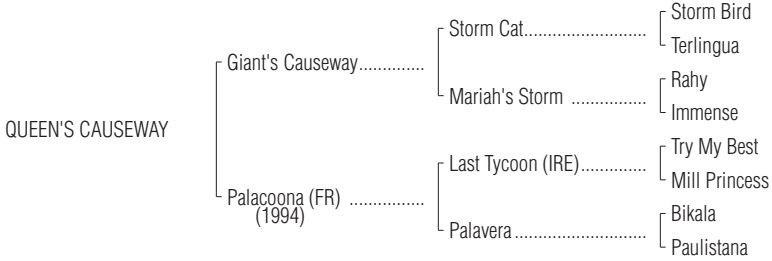 Storm Bird
Storm Cat..........................
Terlingua
Giant's Causeway..............
Rahy
Mariah's Storm ................
Immense
QUEEN'S CAUSEWAY
Try My Best
Last Tycoon (IRE)..............
Mill Princess
Palacoona (FR) ................
(1994)
Bikala
Palavera ............................
Paulistana